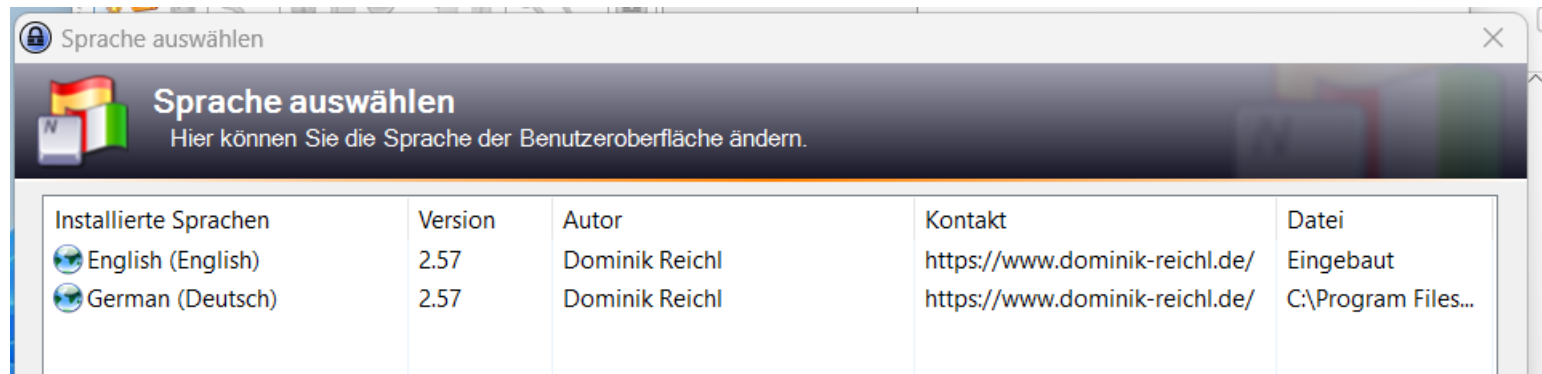 Sprache auswählen
Sprache auswählen
Hier können Sie die Sprache der Benutzeroberfläche ändern.
Installierte Sprachen Version Autor Kontakt Datei
English (English) 2.57 Dominik Reichl https://www.dominik-reichl.de/ Eingebaut
German (Deutsch) 2.57 Dominik Reichl https://www.dominik-reichl.de/ C:\Program Files...